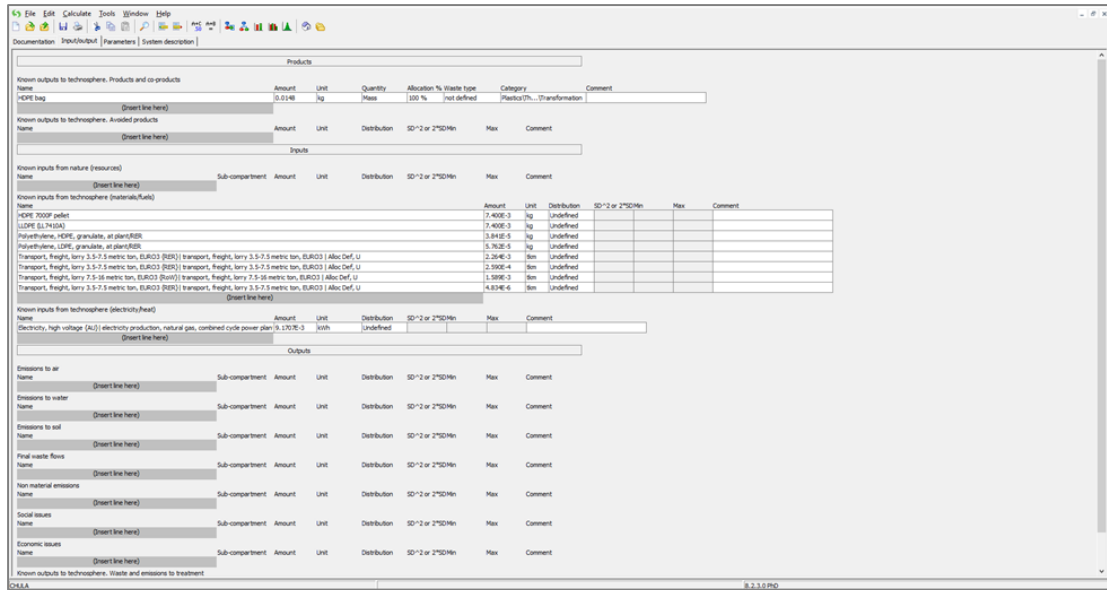 File Edit Calculate Tools Window Help
Documentation Input/output Parameters System description
Products
Known outputs to technosphere. Products and co-products
Name Amount Unit Quantity Allocation % Waste type Category Comment
HDPE bag 0.0148 kg Mass 100 % not defined Plastics\Th...\Transformation
(Insert line here)
Known outputs to technosphere. Avoided products
Name Amount Unit Distribution SD^2 or 2*SD Min Max Comment
(Insert line here)
Inputs
Known inputs from nature (resources)
Name Sub-compartment Amount Unit Distribution SD^2 or 2*SD Min Max Comment
(Insert line here)
Known inputs from technosphere (materials/fuels)
Name Amount Unit Distribution SD^2 or 2*SD Min Max Comment
HDPE 7000F pellet 7.400E-3 kg Undefined
LLDPE (LL7410A) 7.400E-3 kg Undefined
Polyethylene, HDPE, granulate, at plant/RER 3.841E-5 kg Undefined
Polyethylene, LDPE, granulate, at plant/RER 5.762E-5 kg Undefined
Transport, freight, lorry 3.5-7.5 metric ton, EURO3 {RER}| transport, freight, lorry 3.5-7.5 metric ton, EURO3 | Alloc Def, U 2.264E-3 tkm Undefined
Transport, freight, lorry 3.5-7.5 metric ton, EURO3 {RER}| transport, freight, lorry 3.5-7.5 metric ton, EURO3 | Alloc Def, U 2.590E-4 tkm Undefined
Transport, freight, lorry 7.5-16 metric ton, EURO3 {RoW}| transport, freight, lorry 7.5-16 metric ton, EURO3 | Alloc Def, U 1.589E-3 tkm Undefined
Transport, freight, lorry 3.5-7.5 metric ton, EURO3 {RER}| transport, freight, lorry 3.5-7.5 metric ton, EURO3 | Alloc Def, U 4.834E-6 tkm Undefined
(Insert line here)
Known inputs from technosphere (electricity/heat)
Name Amount Unit Distribution SD^2 or 2*SD Min Max Comment
Electricity, high voltage {AU}| electricity production, natural gas, combined cycle power plan 9.1707E-3 kWh Undefined
(Insert line here)
Outputs
Emissions to air
Name Sub-compartment Amount Unit Distribution SD^2 or 2*SD Min Max Comment
(Insert line here)
Emissions to water
Name Sub-compartment Amount Unit Distribution SD^2 or 2*SD Min Max Comment
(Insert line here)
Emissions to soil
Name Sub-compartment Amount Unit Distribution SD^2 or 2*SD Min Max Comment
(Insert line here)
Final waste flows
Name Sub-compartment Amount Unit Distribution SD^2 or 2*SD Min Max Comment
(Insert line here)
Non material emissions
Name Sub-compartment Amount Unit Distribution SD^2 or 2*SD Min Max Comment
(Insert line here)
Social issues
Name Sub-compartment Amount Unit Distribution SD^2 or 2*SD Min Max Comment
(Insert line here)
Economic issues
Name Sub-compartment Amount Unit Distribution SD^2 or 2*SD Min Max Comment
(Insert line here)
Known outputs to technosphere. Waste and emissions to treatment
CHULA 8.2.3.0 PhD